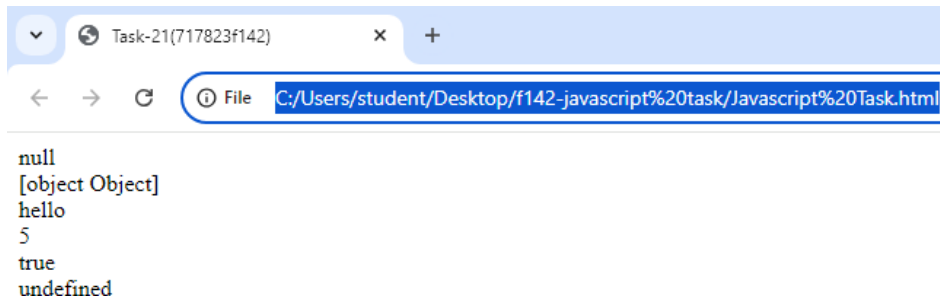 Task-21(717823f142)
File C:/Users/student/Desktop/f142-javascript%20task/Javascript%20Task.html
null
[object Object]
hello
5
true
undefined